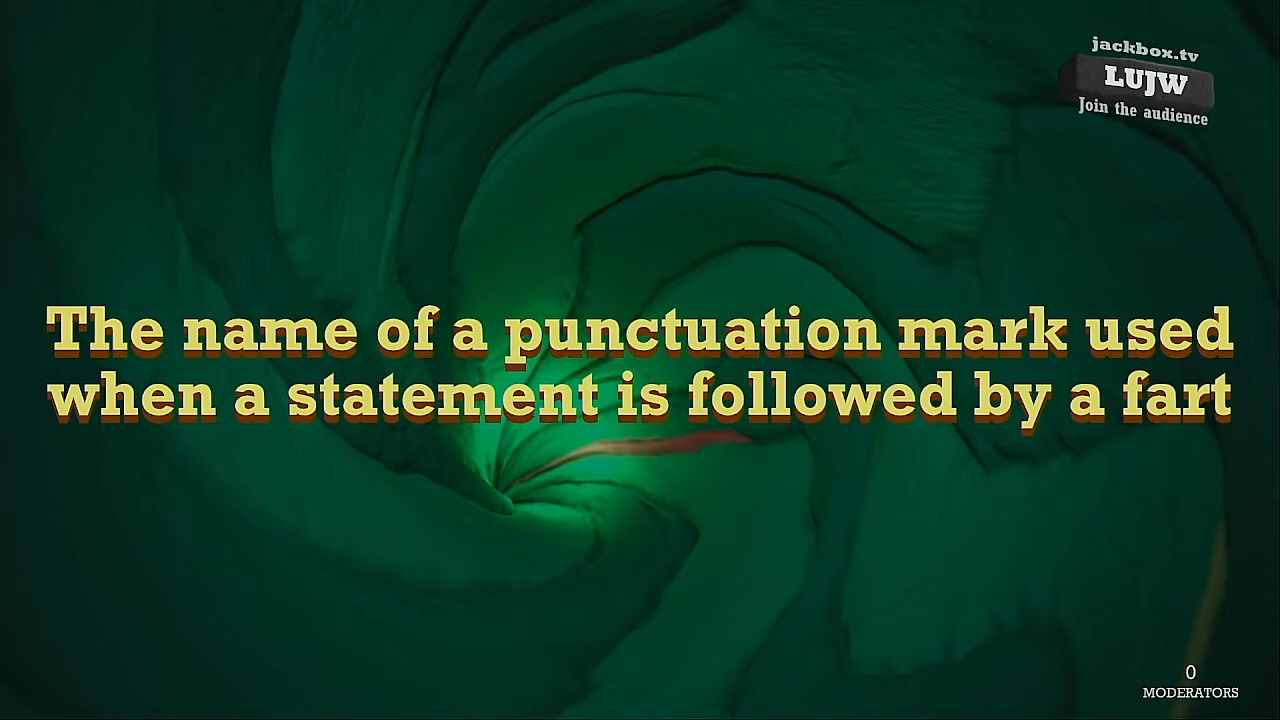 jackbox.tv
LUJW
Join the audience
The name of a punctuation mark used
when a statement is followed by a fart
0
MODERATORS